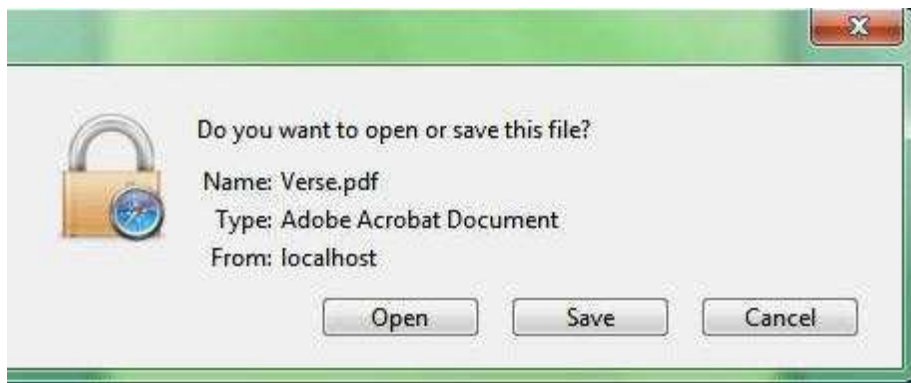 Do you want to open or save this file?
Name: Verse.pdf
Type: Adobe Acrobat Document
From: localhost
Open Save Cancel